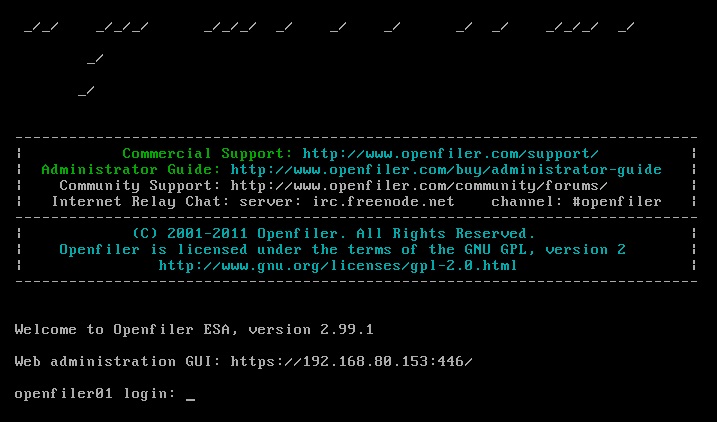 Commercial Support: http://www.openfiler.com/support/
Administrator Guide: http://www.openfiler.com/buy/administrator-guide
Community Support: http://www.openfiler.com/community/forums/
Internet Relay Chat: server: irc.freenode.net channel: #openfiler
(C) 2001-2011 Openfiler. All Rights Reserved.
Openfiler is licensed under the terms of the GNU GPL, version 2
http://www.gnu.org/licenses/gpl-2.0.html
Welcome to Openfiler ESA, version 2.99.1
Web administration GUI: https://192.168.80.153:446/
openfiler01 login: _